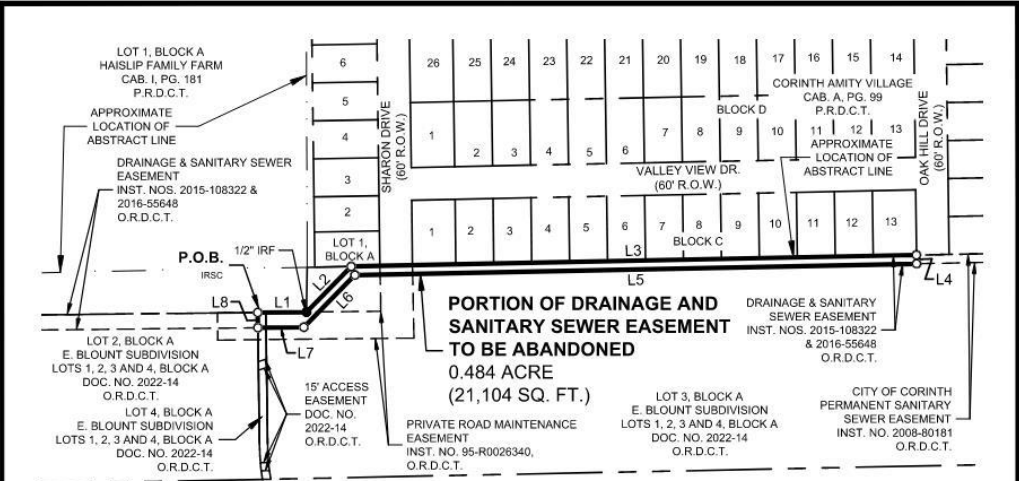 LOT 1, BLOCK A
HAISLIP FAMILY FARM
CAB. I, PG. 181
P.R.D.C.T.
APPROXIMATE
LOCATION OF
ABSTRACT LINE
DRAINAGE & SANITARY SEWER
EASEMENT
INST. NOS. 2015-108322 &
2016-55648
O.R.D.C.T.
6
5
4
3
2
LOT 1,
BLOCK A
SHARON DRIVE
(60' R.O.W.)
26 25 24 23 22 21 20 19 18 17 16 15 14
CORINTH AMITY VILLAGE
CAB. A, PG. 99
P.R.D.C.T.
BLOCK D
1 2 3 4 5 6 7 8 9 10 11 12 13
APPROXIMATE
LOCATION OF
ABSTRACT LINE
OAK HILL DRIVE
(60' R.O.W.)
VALLEY VIEW DR.
(60' R.O.W.)
1 2 3 4 5 6 7 8 9 10 11 12 13
BLOCK C
P.O.B.
IRSC
1/2" IRF
L1
L2
L3
L4
L5
L6
L7
L8
PORTION OF DRAINAGE AND
SANITARY SEWER EASEMENT
TO BE ABANDONED
0.484 ACRE
(21,104 SQ. FT.)
DRAINAGE & SANITARY
SEWER EASEMENT
INST. NOS. 2015-108322
& 2016-55648
O.R.D.C.T.
LOT 2, BLOCK A
E. BLOUNT SUBDIVISION
LOTS 1, 2, 3 AND 4, BLOCK A
DOC. NO. 2022-14
O.R.D.C.T.
LOT 4, BLOCK A
E. BLOUNT SUBDIVISION
LOTS 1, 2, 3 AND 4, BLOCK A
DOC. NO. 2022-14
O.R.D.C.T.
15' ACCESS
EASEMENT
DOC. NO.
2022-14
O.R.D.C.T.
PRIVATE ROAD MAINTENANCE
EASEMENT
INST. NO. 95-R0026340,
O.R.D.C.T.
LOT 3, BLOCK A
E. BLOUNT SUBDIVISION
LOTS 1, 2, 3 AND 4, BLOCK A
DOC. NO. 2022-14
O.R.D.C.T.
CITY OF CORINTH
PERMANENT SANITARY
SEWER EASEMENT
INST. NO. 2008-80181
O.R.D.C.T.